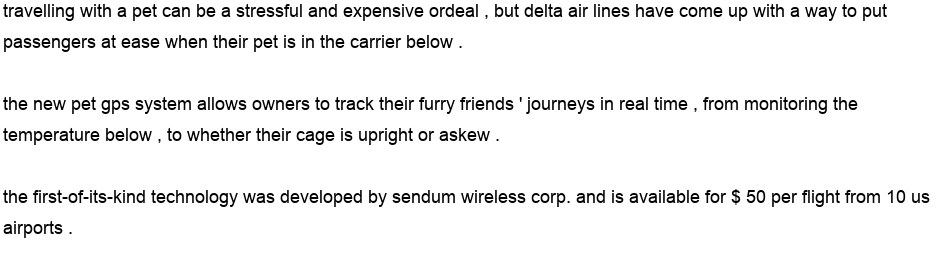 travelling with a pet can be a stressful and expensive ordeal , but delta air lines have come up with a way to put
passengers at ease when their pet is in the carrier below .
the new pet gps system allows owners to track their furry friends ' journeys in real time , from monitoring the
temperature below , to whether their cage is upright or askew .
the first-of-its-kind technology was developed by sendum wireless corp. and is available for $ 50 per flight from 10 us
airports .